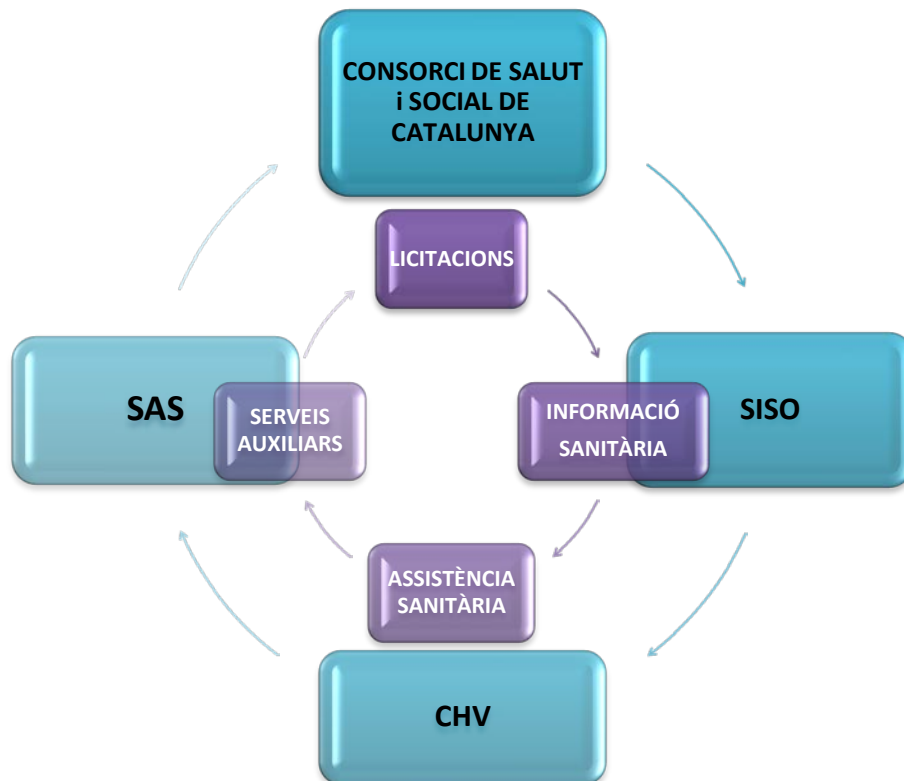 CONSORCI DE SALUT
i SOCIAL DE
CATALUNYA
LICITACIONS
SAS
SERVEIS
AUXILIARS
INFORMACIÓ
SANITÀRIA
SISO
ASSISTÈNCIA
SANITÀRIA
CHV